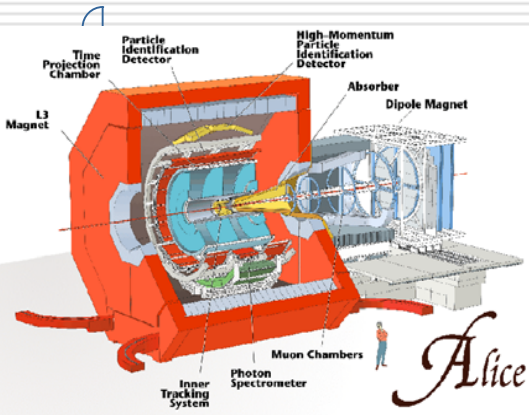 Particle
Identification
Detector
High-Momentum
Particle
Identification
Detector
Time
Projection
Chamber
Absorber
Dipole Magnet
L3
Magnet
Muon Chambers
Photon
Spectrometer
Inner
Tracking
System
Alice